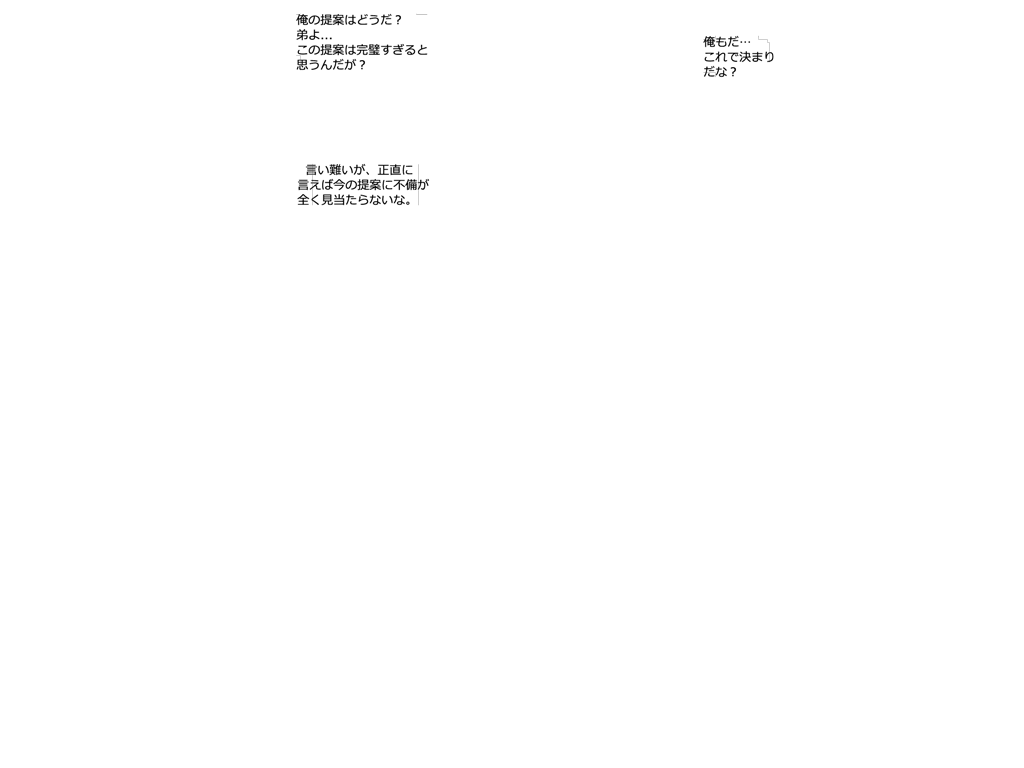 俺の提案はどうだ？
弟よ…
この提案は完璧すぎると
思うんだが？
言い難いが、正直に
言えば今の提案に不備が
全く見当たらないな。
俺もだ…
これで決まり
だな？